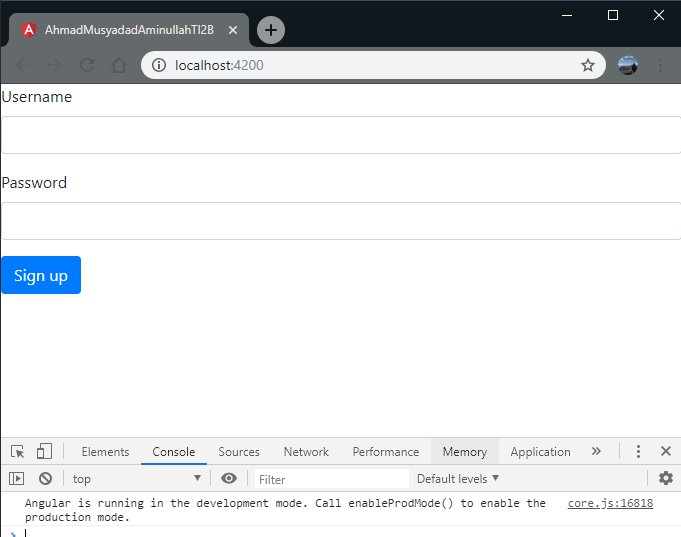 AhmadMusyadadAminullahTI2B
localhost:4200
Username
Password
Sign up
Elements Console Sources Network Performance Memory Application
top Filter Default levels
Angular is running in the development mode. Call enableProdMode() to enable the core.js:16818
production mode.